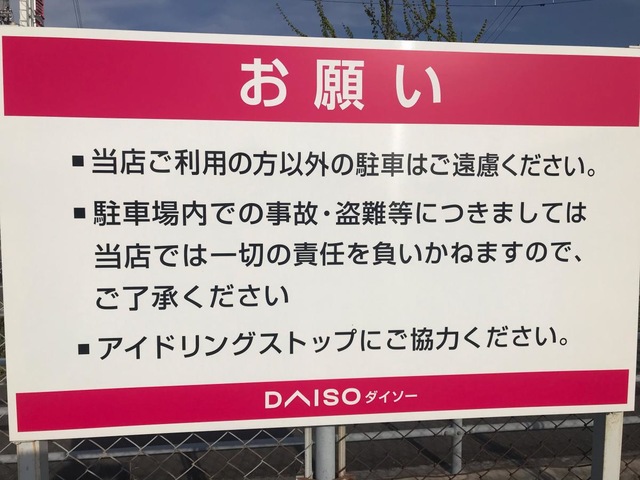 お願い
■当店ご利用の方以外の駐車はご遠慮ください。
■駐車場内での事故・盗難等につきましては
当店では一切の責任を負いかねますので、
ご了承ください
■アイドリングストップにご協力ください。
DAISO ダイソー